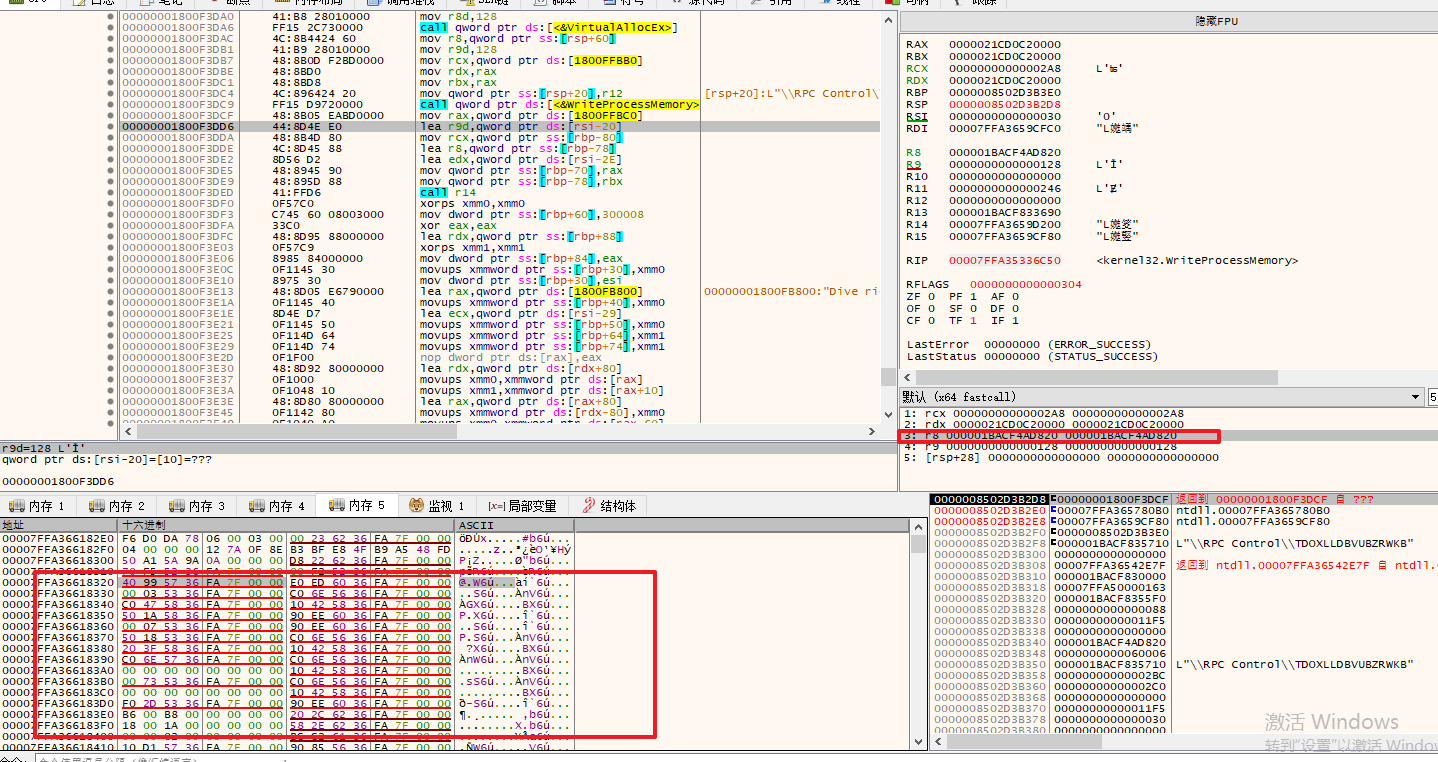 日志 笔记 断点 内存布局 调用堆栈 SEH链 脚本 符号 源代码 引用 线程 句柄 跟踪
00000001800F3DA0 41:B8 28010000 mov r8d,128
00000001800F3DA6 FF15 2C730000 call qword ptr ds:[<&VirtualAllocEx>]
00000001800F3DAC 4C:8B4424 60 mov r8,qword ptr ss:[rsp+60]
00000001800F3DB1 41:B9 28010000 mov r9d,128
00000001800F3DB7 48:8B0D F2BD0000 mov rcx,qword ptr ds:[1800FFBB0]
00000001800F3DBE 48:8BD0 mov rdx,rax
00000001800F3DC1 48:8BD8 mov rbx,rax
00000001800F3DC4 4C:896424 20 mov qword ptr ss:[rsp+20],r12 [rsp+20]:L"\\RPC Control\
00000001800F3DC9 FF15 D9720000 call qword ptr ds:[<&WriteProcessMemory>
00000001800F3DCF 48:8B05 EABD0000 mov rax,qword ptr ds:[1800FFBC0]
00000001800F3DD6 44:8D4E E0 lea r9d,qword ptr ds:[rsi-20]
00000001800F3DDA 48:8B4D 80 mov rcx,qword ptr ss:[rbp-80]
00000001800F3DDE 4C:8D45 88 lea r8,qword ptr ss:[rbp-78]
00000001800F3DE2 8D56 D2 lea edx,qword ptr ds:[rsi-2E]
00000001800F3DE5 48:8945 90 mov qword ptr ss:[rbp-70],rax
00000001800F3DE9 48:895D 88 mov qword ptr ss:[rbp-78],rbx
00000001800F3DED 41:FFD6 call r14
00000001800F3DF0 0F57C0 xorps xmm0,xmm0
00000001800F3DF3 C745 60 08003000 mov dword ptr ss:[rbp+60],300008
00000001800F3DFA 33C0 xor eax,eax
00000001800F3DFC 48:8D95 88000000 lea rdx,qword ptr ss:[rbp+88]
00000001800F3E03 0F57C9 xorps xmm1,xmm1
00000001800F3E06 8985 84000000 mov dword ptr ss:[rbp+84],eax
00000001800F3E0C 0F1145 30 movups xmmword ptr ss:[rbp+30],xmm0
00000001800F3E10 8975 30 mov dword ptr ss:[rbp+30],esi
00000001800F3E13 48:8D05 E6790000 lea rax,qword ptr ds:[1800FB800] 00000001800FB800:"Dive ri
00000001800F3E1A 0F1145 40 movups xmmword ptr ss:[rbp+40],xmm0
00000001800F3E1E 8D4E D7 lea ecx,qword ptr ds:[rsi-29]
00000001800F3E21 0F1145 50 movups xmmword ptr ss:[rbp+50],xmm0
00000001800F3E25 0F114D 64 movups xmmword ptr ss:[rbp+64],xmm1
00000001800F3E29 0F114D 74 movups xmmword ptr ss:[rbp+74],xmm1
00000001800F3E2D 0F1F00 nop dword ptr ds:[rax],eax
00000001800F3E30 48:8D92 80000000 lea rdx,qword ptr ds:[rdx+80]
00000001800F3E37 0F1000 movups xmm0,xmmword ptr ds:[rax]
00000001800F3E3A 0F1048 10 movups xmm1,xmmword ptr ds:[rax+10]
00000001800F3E3E 48:8D80 80000000 lea rax,qword ptr ds:[rax+80]
00000001800F3E45 0F1142 80 movups xmmword ptr ds:[rdx-80],xmm0
隐藏FPU
RAX 0000021CD0C20000
RBX 0000021CD0C20000
RCX 00000000000002A8 L'ʨ'
RDX 0000021CD0C20000
RBP 0000008502D3B3E0
RSP 0000008502D3B2D8
RSI 0000000000000030 '0'
RDI 00007FFA3659CFC0
R8 000001BACF4AD820
R9 0000000000000128 L'Ĩ'
R10 0000000000000000
R11 0000000000000246 L'Ɇ'
R12 0000000000000000
R13 000001BACF833690
R14 00007FFA3659D200
R15 00007FFA3659CF80
RIP 00007FFA35336C50 <kernel32.WriteProcessMemory>
RFLAGS 0000000000000304
ZF 0 PF 1 AF 0
OF 0 SF 0 DF 0
CF 0 TF 1 IF 1
LastError 00000000 (ERROR_SUCCESS)
LastStatus 00000000 (STATUS_SUCCESS)
默认 (x64 fastcall) 5
1: rcx 00000000000002A8 00000000000002A8
2: rdx 0000021CD0C20000 0000021CD0C20000
3: r8 000001BACF4AD820 000001BACF4AD820
4: r9 0000000000000128 0000000000000128
5: [rsp+28] 0000000000000000 0000000000000000
r9d=128 L'Ĩ'
qword ptr ds:[rsi-20]=[10]=???
00000001800F3DD6
内存 1 内存 2 内存 3 内存 4 内存 5 监视 1 [x=]局部变量 结构体
地址 十六进制 ASCII
00007FFA366182E0 F6 D0 DA 78 06 00 03 00 00 23 62 36 FA 7F 00 00 öÐÚx.....#b6ú...
00007FFA366182F0 04 00 00 00 12 7A 0F 8E B3 BF E8 4F B9 A5 48 FD
00007FFA36618300 50 A1 5A 9A 0A 00 00 00 D8 22 62 36 FA 7F 00 00
00007FFA36618320 40 99 57 36 FA 7F 00 00 E0 ED 60 36 FA 7F 00 00 @.W6ú...àí`6ú...
00007FFA36618330 00 03 53 36 FA 7F 00 00 C0 6E 56 36 FA 7F 00 00 ..S6ú...ÀnV6ú...
00007FFA36618340 C0 47 58 36 FA 7F 00 00 10 42 58 36 FA 7F 00 00 ÀGX6ú....BX6ú...
00007FFA36618350 50 1A 58 36 FA 7F 00 00 90 EE 60 36 FA 7F 00 00 P.X6ú....î`6ú...
00007FFA36618360 00 07 53 36 FA 7F 00 00 90 EE 60 36 FA 7F 00 00 ..S6ú....î`6ú...
00007FFA36618370 50 18 53 36 FA 7F 00 00 C0 6E 56 36 FA 7F 00 00 P.S6ú...ÀnV6ú...
00007FFA36618380 20 3F 58 36 FA 7F 00 00 10 42 58 36 FA 7F 00 00 ?X6ú....BX6ú...
00007FFA36618390 C0 6E 57 36 FA 7F 00 00 C0 6E 56 36 FA 7F 00 00 ÀnW6ú...ÀnV6ú...
00007FFA366183A0 00 00 00 00 00 00 00 00 10 42 58 36 FA 7F 00 00 .........BX6ú...
00007FFA366183B0 00 73 53 36 FA 7F 00 00 C0 6E 56 36 FA 7F 00 00 .sS6ú...ÀnV6ú...
00007FFA366183C0 00 00 00 00 00 00 00 00 10 42 58 36 FA 7F 00 00 .........BX6ú...
00007FFA366183D0 F0 2D 53 36 FA 7F 00 00 90 EE 60 36 FA 7F 00 00 ð-S6ú....î`6ú...
00007FFA366183E0 B6 00 B8 00 00 00 00 00 20 2C 62 36 FA 7F 00 00 ¶.¸..... ,b6ú...
00007FFA366183F0 18 00 1A 00 00 00 00 00 58 2E 62 36 FA 7F 00 00 ........X.b6ú...
00007FFA36618410 10 D1 57 36 FA 7F 00 00 90 85 56 36 FA 7F 00 00 .ÑW6ú.....V6ú...
0000008502D3B2D8 00000001800F3DCF 返回到 00000001800F3DCF 自 ???
0000008502D3B2E0 00007FFA365780B0 ntdll.00007FFA365780B0
0000008502D3B2E8 00007FFA3659CF80 ntdll.00007FFA3659CF80
0000008502D3B2F0 0000008502D3B3E0
0000008502D3B2F8 000001BACF835710 L"\\RPC Control\\TDOXLLDBVUBZRWKB"
0000008502D3B300 0000000000000000
0000008502D3B308 00007FFA36542E7F 返回到 ntdll.00007FFA36542E7F 自 ntdll.
0000008502D3B310 000001BACF830000
0000008502D3B318 00007FFA50000163
0000008502D3B320 000001BACF8355F0
0000008502D3B328 0000000000000088
0000008502D3B330 00000000000011F5
0000008502D3B338 0000000000000000
0000008502D3B340 000001BACF4AD820
0000008502D3B348 0000000000060006
0000008502D3B350 000001BACF835710 L"\\RPC Control\\TDOXLLDBVUBZRWKB"
0000008502D3B358 00000000000002BC
0000008502D3B360 00000000000002C0
0000008502D3B368 0000000000000000
0000008502D3B370 00000000000011F5
0000008502D3B378 0000000000000030
激活 Windows
转到"设置"以激活 Window